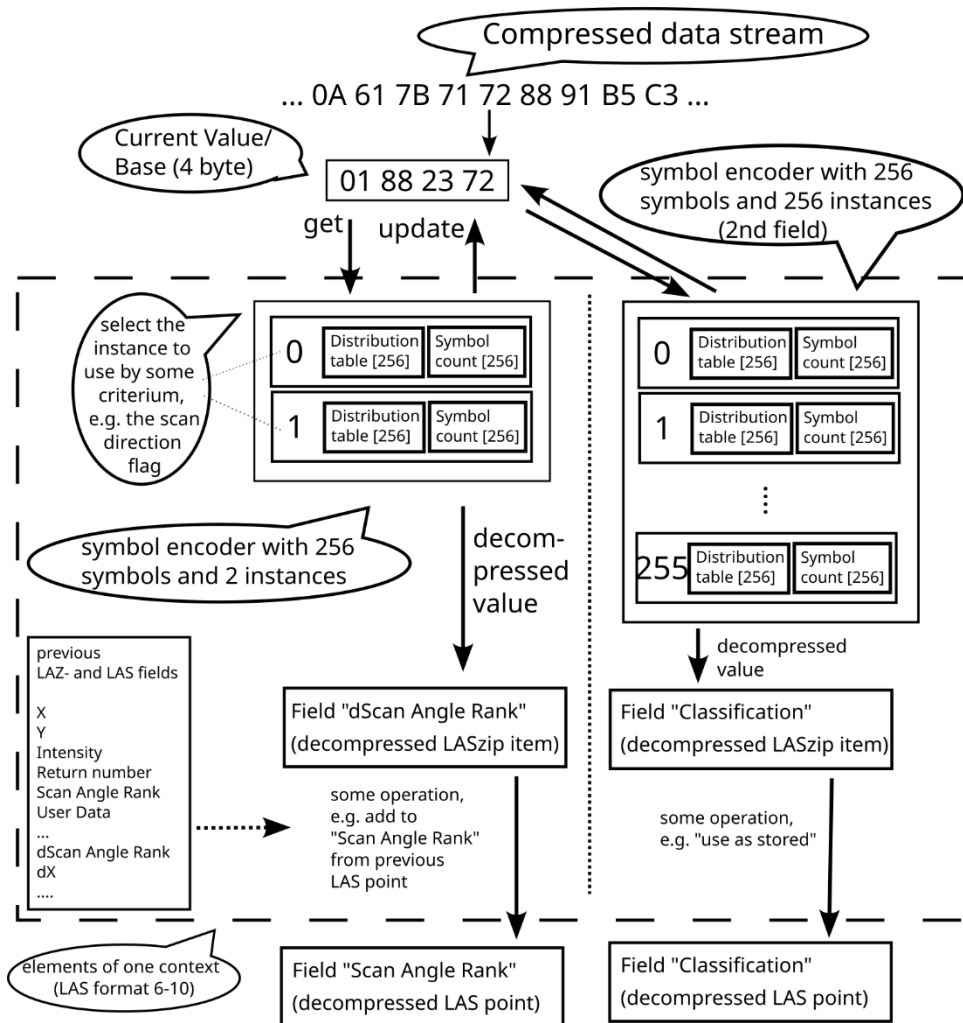 Compressed data stream
... 0A 61 7B 71 72 88 91 B5 C3 ...
Current Value/
Base (4 byte)
01 88 23 72
symbol encoder with 256
symbols and 256 instances
(2nd field)
get
update
select the
instance to
use by some
criterium,
e.g. the scan
direction
flag
0
Distribution
table [256]
Symbol
count [256]
1
Distribution
table [256]
Symbol
count [256]
0
Distribution
table [256]
Symbol
count [256]
1
Distribution
table [256]
Symbol
count [256]
255
Distribution
table [256]
Symbol
count [256]
symbol encoder with 256
symbols and 2 instances
decom-
pressed
value
decompressed
value
previous
LAZ- and LAS fields
X
Y
Intensity
Return number
Scan Angle Rank
User Data
...
dScan Angle Rank
dX
....
Field "dScan Angle Rank"
(decompressed LASzip item)
Field "Classification"
(decompressed LASzip item)
some operation,
e.g. add to
"Scan Angle Rank"
from previous
LAS point
some operation,
e.g. "use as stored"
elements of one context
(LAS format 6-10)
Field "Scan Angle Rank"
(decompressed LAS point)
Field "Classification"
(decompressed LAS point)